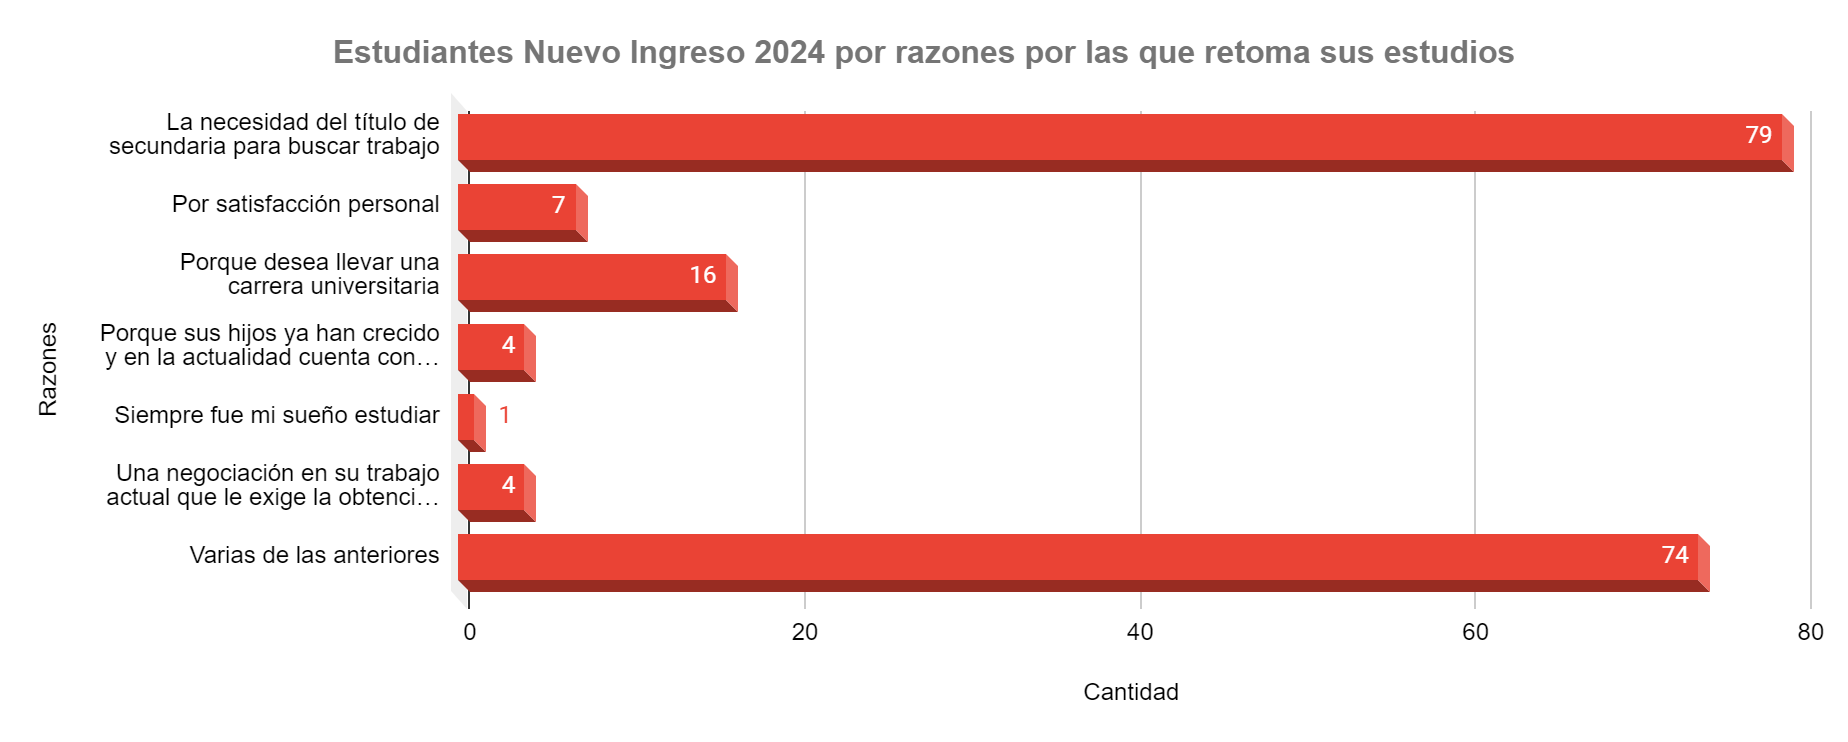 Estudiantes Nuevo Ingreso 2024 por razones por las que retoma sus estudios
Razones
La necesidad del título de
secundaria para buscar trabajo
79
Por satisfacción personal
7
Porque desea llevar una
carrera universitaria
16
Porque sus hijos ya han crecido
y en la actualidad cuenta con…
4
Siempre fue mi sueño estudiar
1
Una negociación en su trabajo
actual que le exige la obtenci…
4
Varias de las anteriores
74
0 20 40 60 80
Cantidad